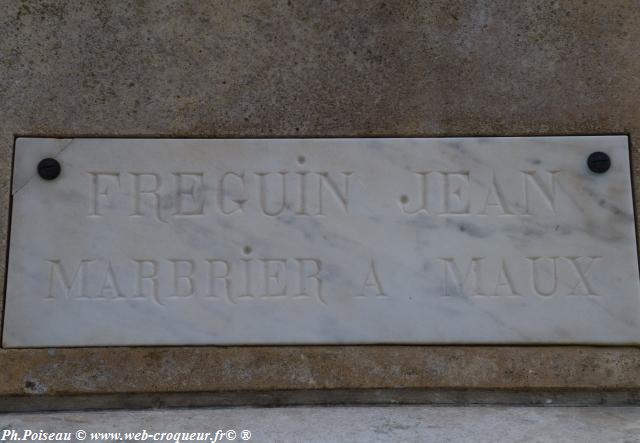 FREGUiN JEAN
MARBRiER A MAUX
Ph.Poiseau ©© www.web-croqueur.fr©®